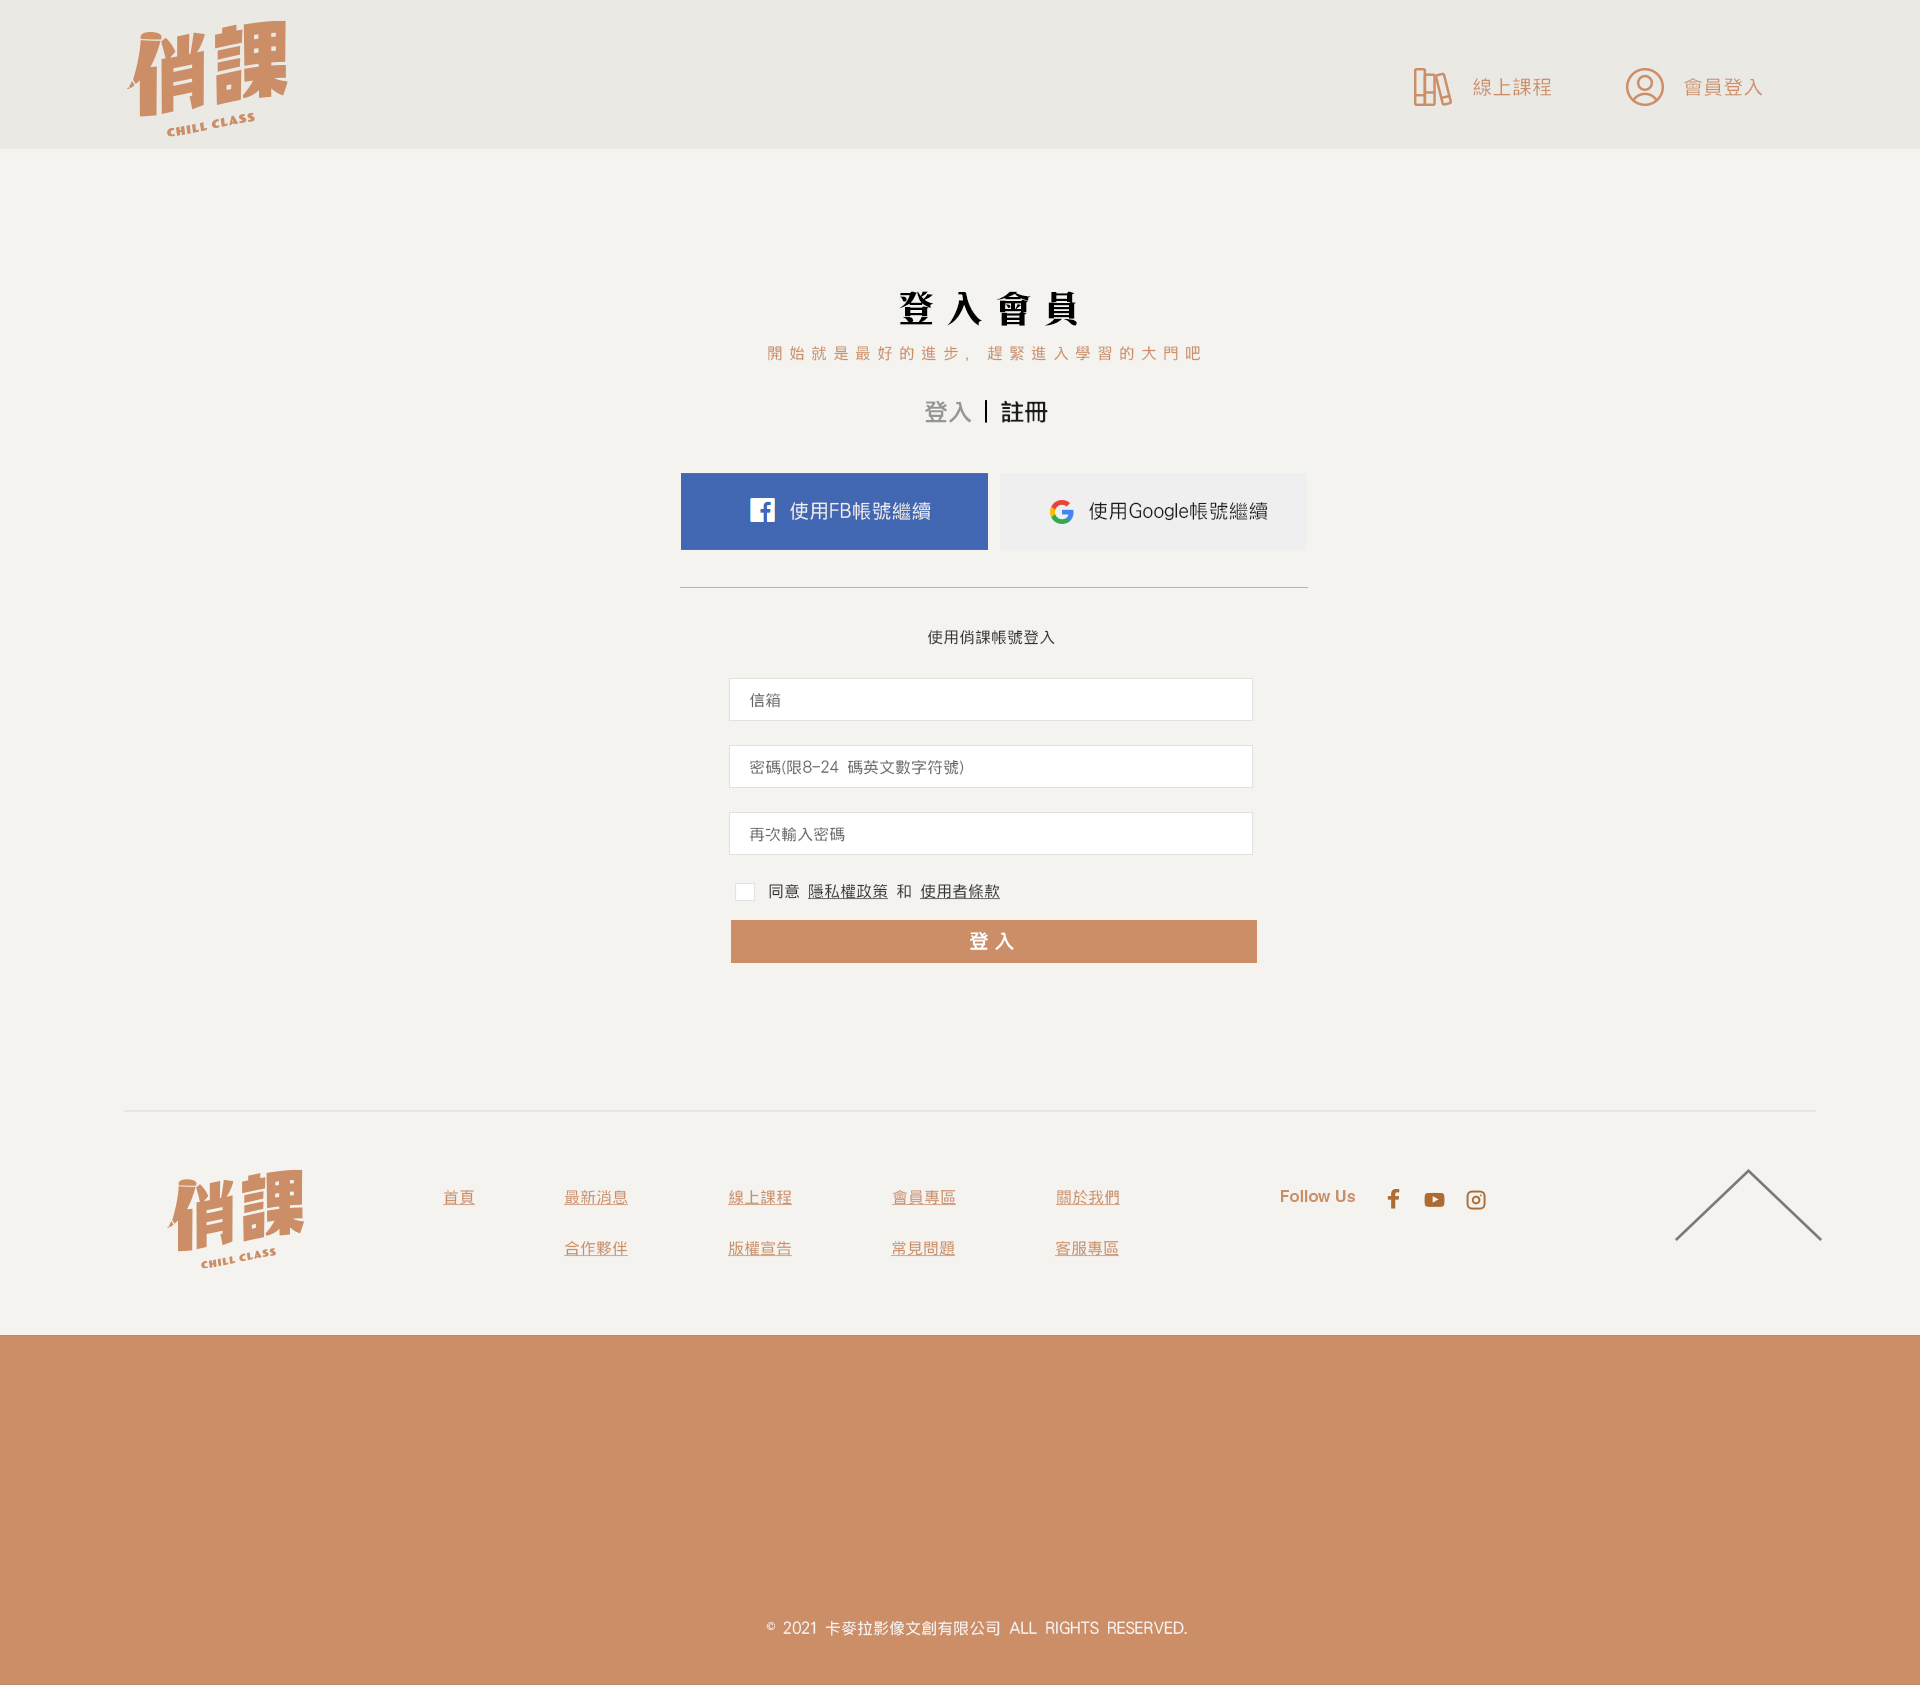 俏課
CHILL CLASS
線上課程
會員登入
登入會員
開始就是最好的進步, 趕緊進入學習的大門吧
登入 | 註冊
使用FB帳號繼續
使用Google帳號繼續
使用俏課帳號登入
信箱
密碼(限8-24 碼英文數字符號)
再次輸入密碼
同意 隱私權政策 和 使用者條款
登入
俏課
CHILL CLASS
首頁 最新消息 線上課程 會員專區 關於我們
合作夥伴 版權宣告 常見問題 客服專區
Follow Us
© 2021 卡麥拉影像文創有限公司 ALL RIGHTS RESERVED.